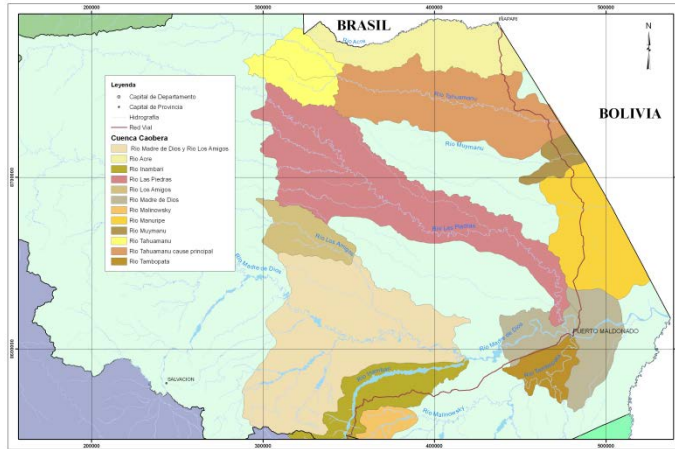 200000 300000 400000 500000
BRASIL
IÑAPARI
N
BOLIVIA
Río Acre
Leyenda
Capital de Departamento
Capital de Provincia
Hidrografía
Red Vial
Cuenca Caobera
Río Madre de Dios y Río Los Amigos
Río Acre
Río Inambari
Río Las Piedras
Río Los Amigos
Río Madre de Dios
Río Malinowsky
Río Manuripe
Río Muymanu
Río Tahuamanu
Río Tahuamanu cause principal
Río Tambopata
Río Tahuamanu
Río Muymanu
Río Las Piedras
Río Los Amigos
Río Madre de Dios
Río Madre de Dios
PUERTO MALDONADO
Río Tambopata
SALVACION
Río Malinowsky
200000 300000 400000 500000